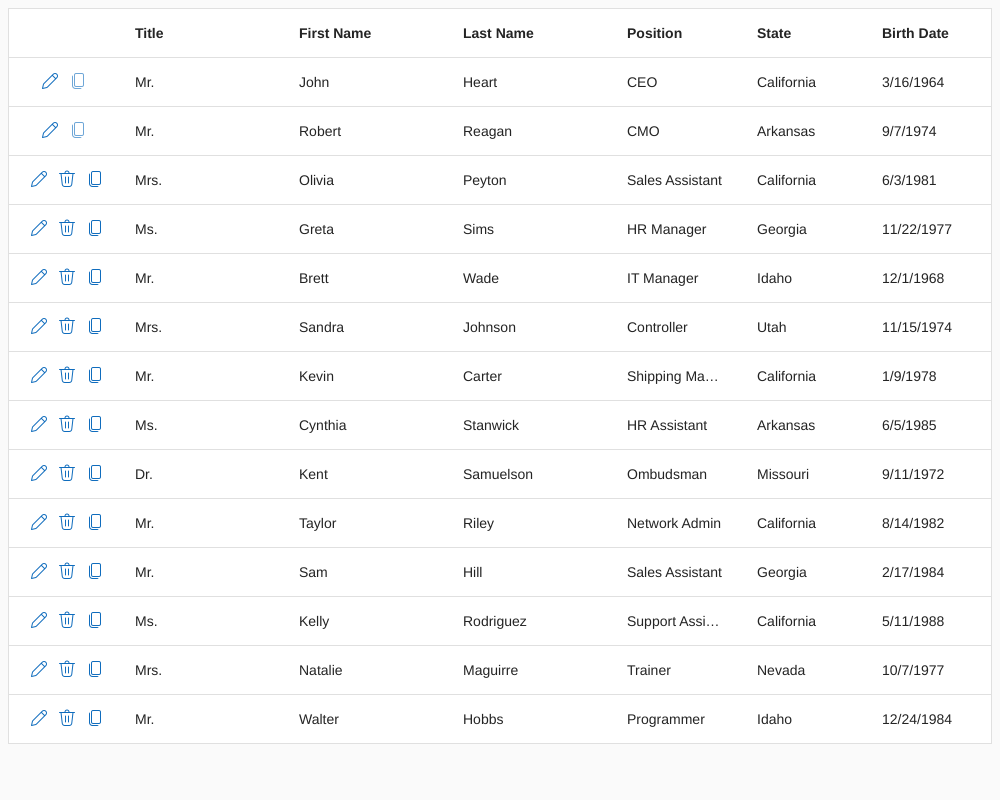 Title First Name Last Name Position State Birth Date
Mr. John Heart CEO California 3/16/1964
Mr. Robert Reagan CMO Arkansas 9/7/1974
Mrs. Olivia Peyton Sales Assistant California 6/3/1981
Ms. Greta Sims HR Manager Georgia 11/22/1977
Mr. Brett Wade IT Manager Idaho 12/1/1968
Mrs. Sandra Johnson Controller Utah 11/15/1974
Mr. Kevin Carter Shipping Ma… California 1/9/1978
Ms. Cynthia Stanwick HR Assistant Arkansas 6/5/1985
Dr. Kent Samuelson Ombudsman Missouri 9/11/1972
Mr. Taylor Riley Network Admin California 8/14/1982
Mr. Sam Hill Sales Assistant Georgia 2/17/1984
Ms. Kelly Rodriguez Support Assi… California 5/11/1988
Mrs. Natalie Maguirre Trainer Nevada 10/7/1977
Mr. Walter Hobbs Programmer Idaho 12/24/1984